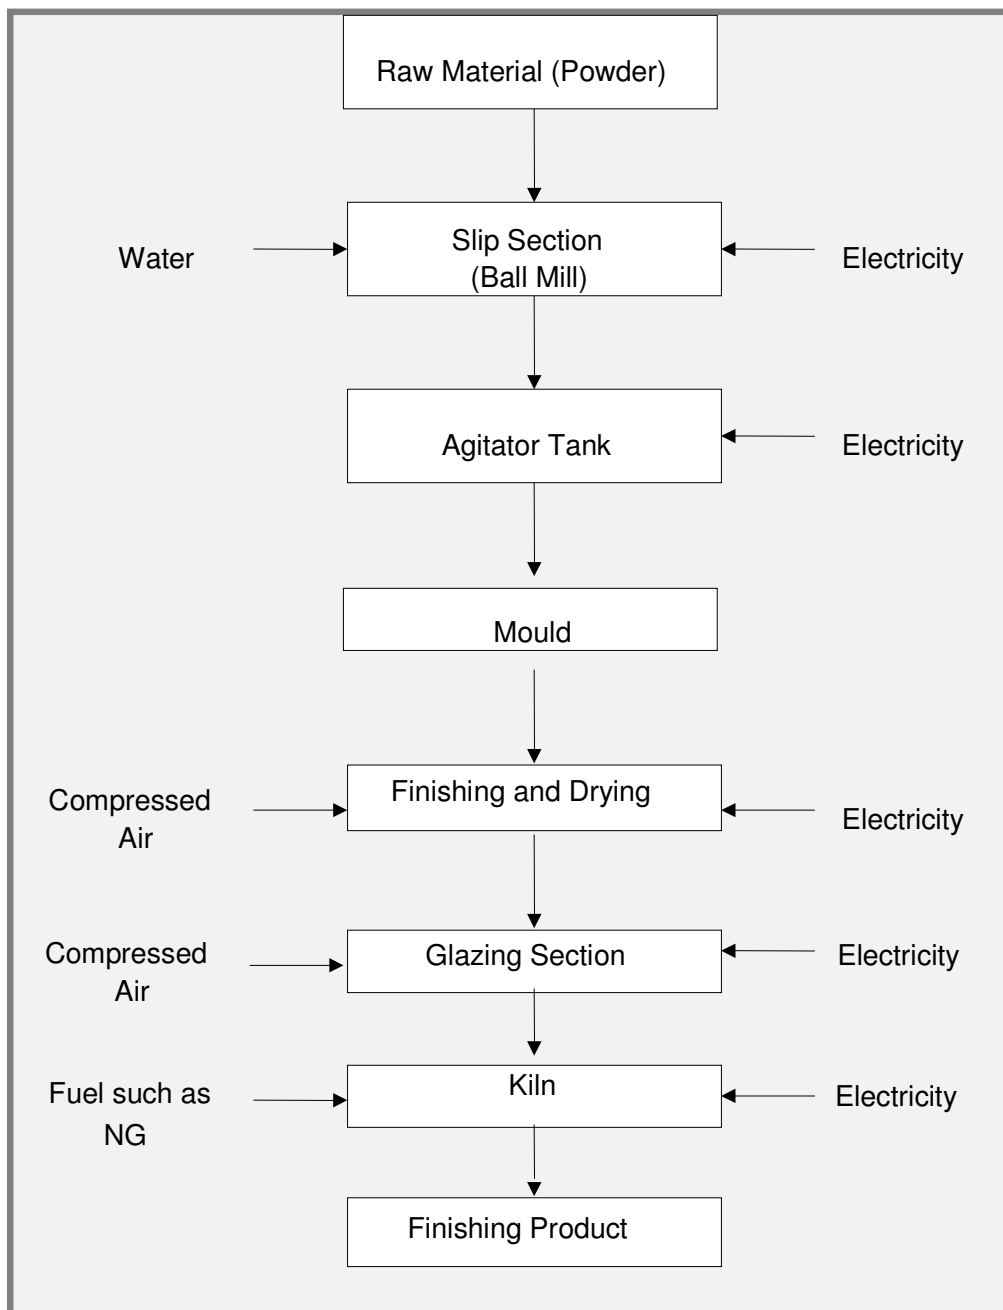 Raw Material (Powder)
Water
Slip Section
(Ball Mill)
Electricity
Agitator Tank
Electricity
Mould
Compressed
Air
Finishing and Drying
Electricity
Compressed
Air
Glazing Section
Electricity
Fuel such as
NG
Kiln
Electricity
Finishing Product